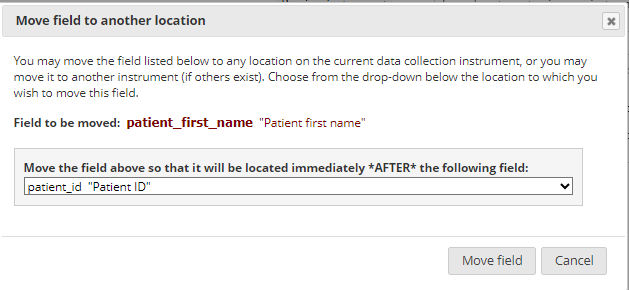 Move field to another location
You may move the field listed below to any location on the current data collection instrument, or you may
move it to another instrument (if others exist). Choose from the drop-down below the location to which you
wish to move this field.
Field to be moved: patient_first_name "Patient first name"
Move the field above so that it will be located immediately *AFTER* the following field:
patient_id "Patient ID"
Move field Cancel